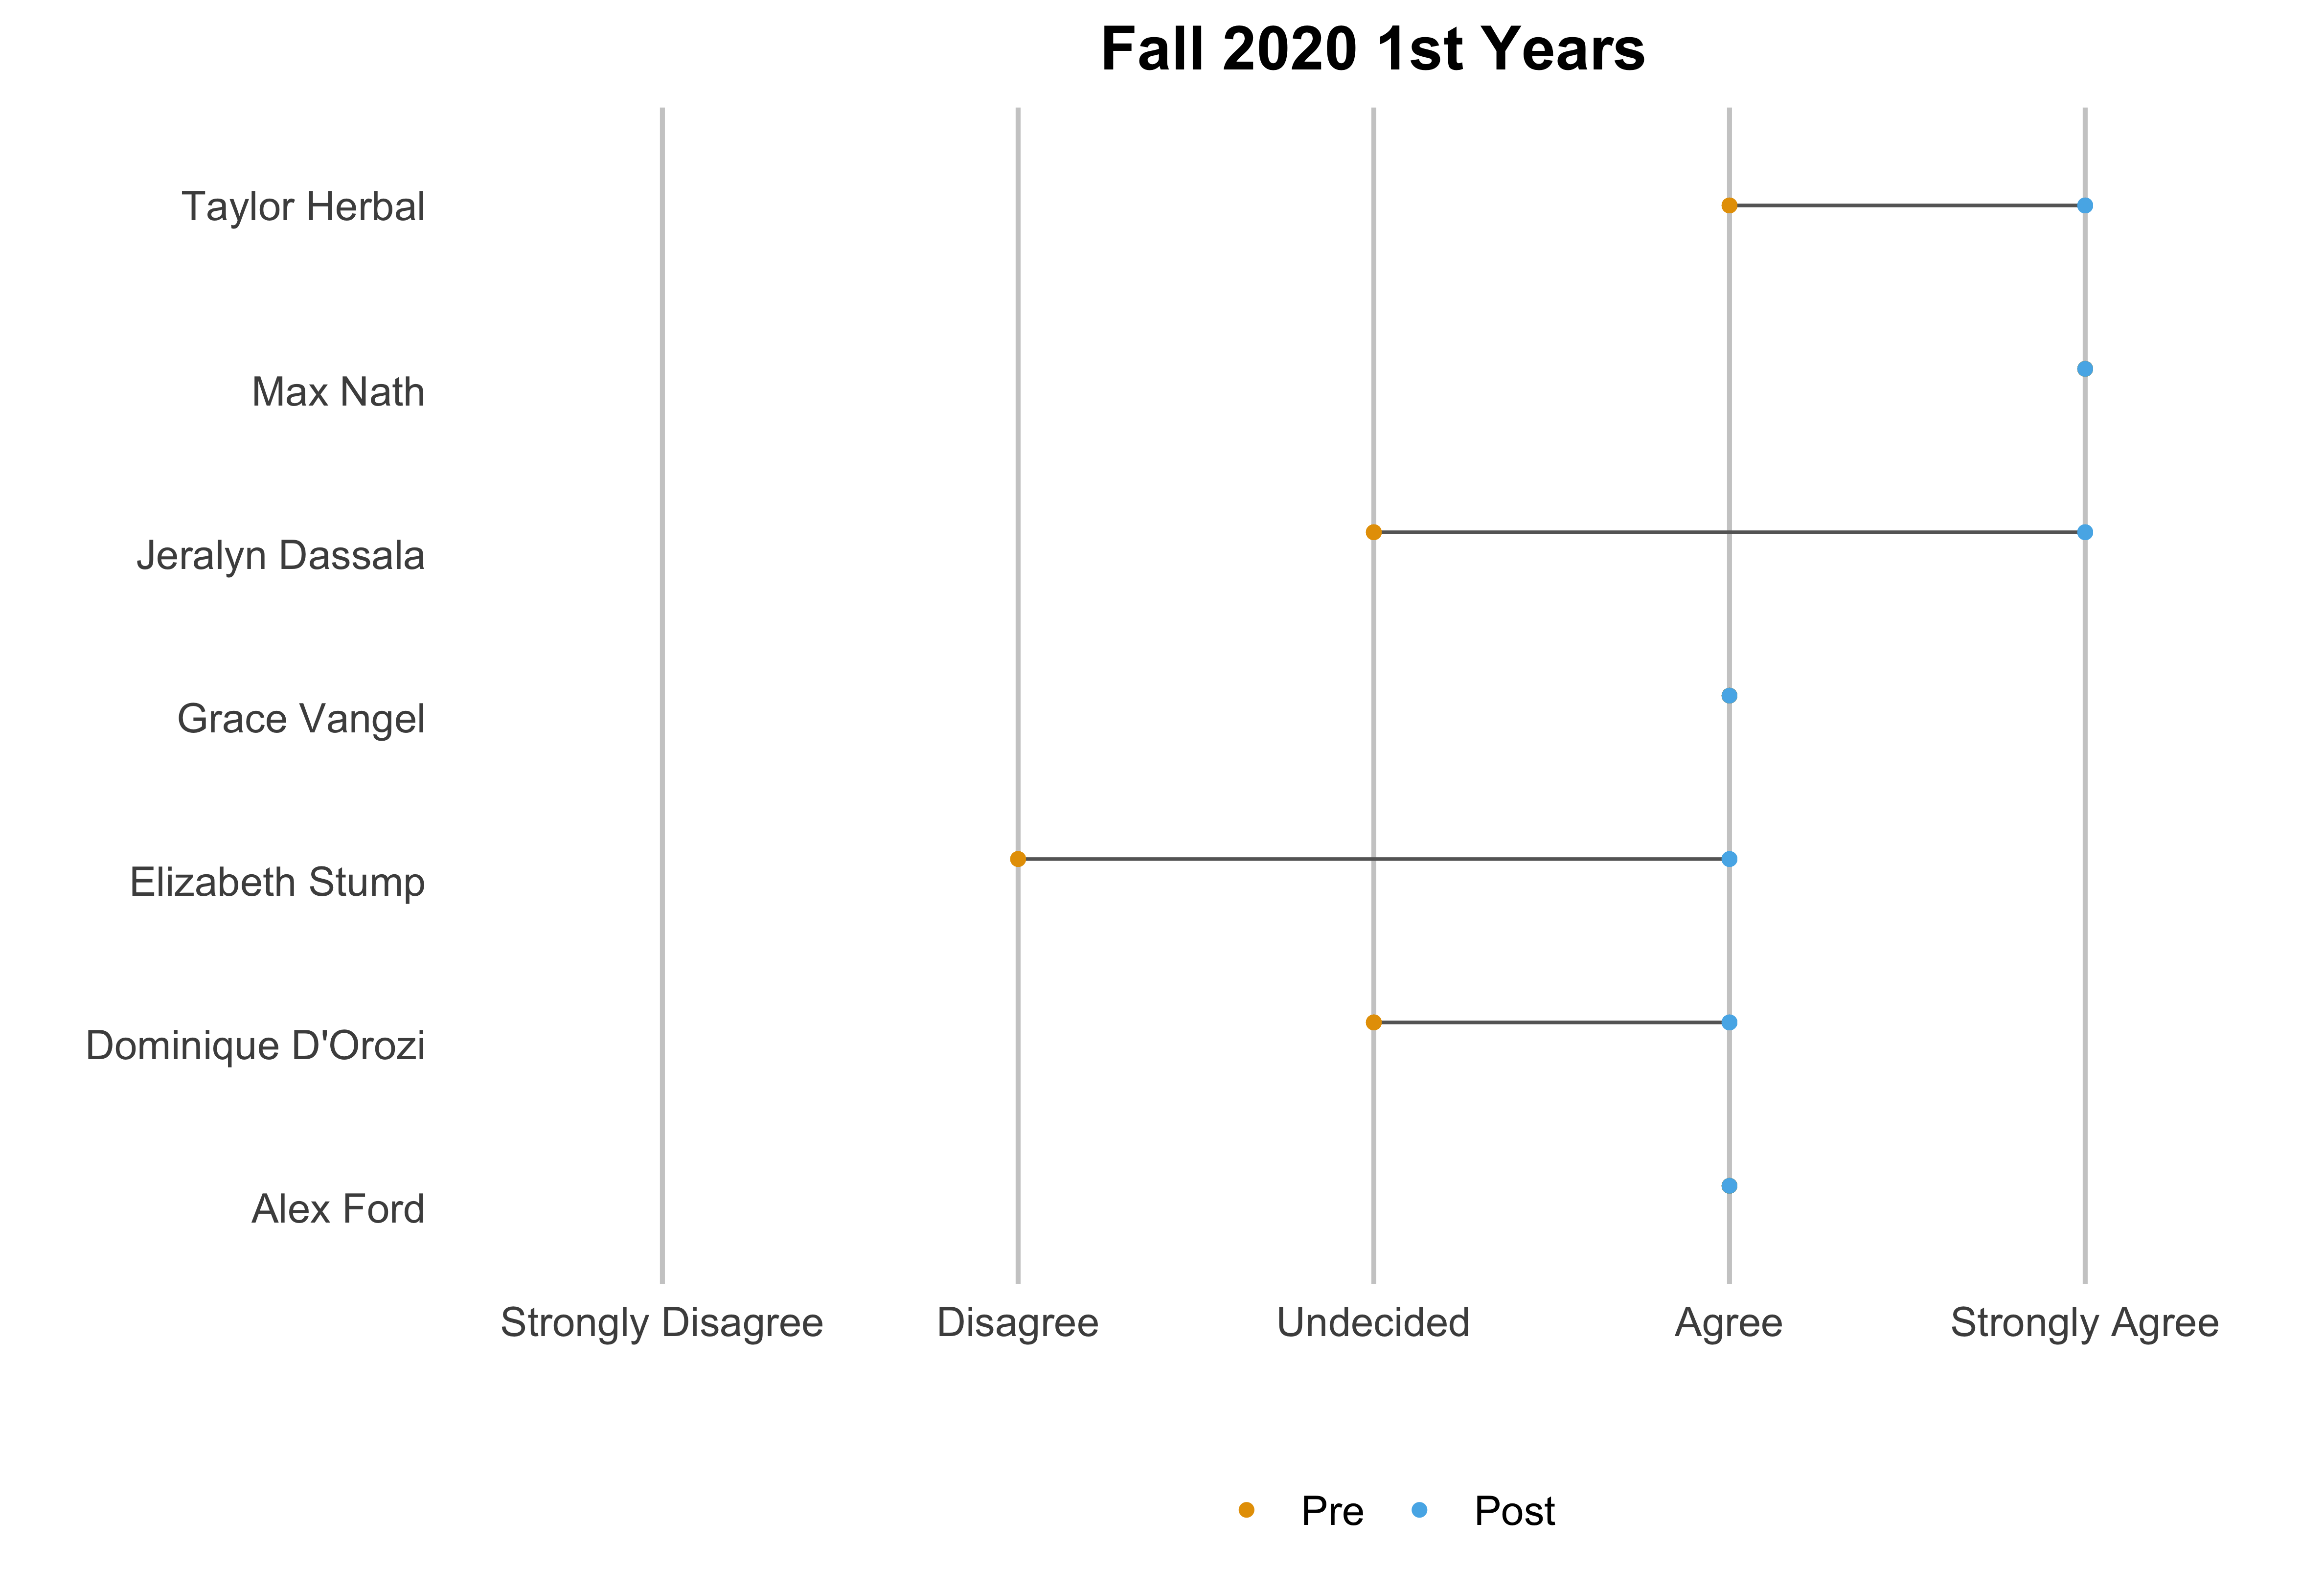 Fall 2020 1st Years
Taylor Herbal
Max Nath
Jeralyn Dassala
Grace Vangel
Elizabeth Stump
Dominique D'Orozi
Alex Ford
Strongly Disagree Disagree Undecided Agree Strongly Agree
Pre Post